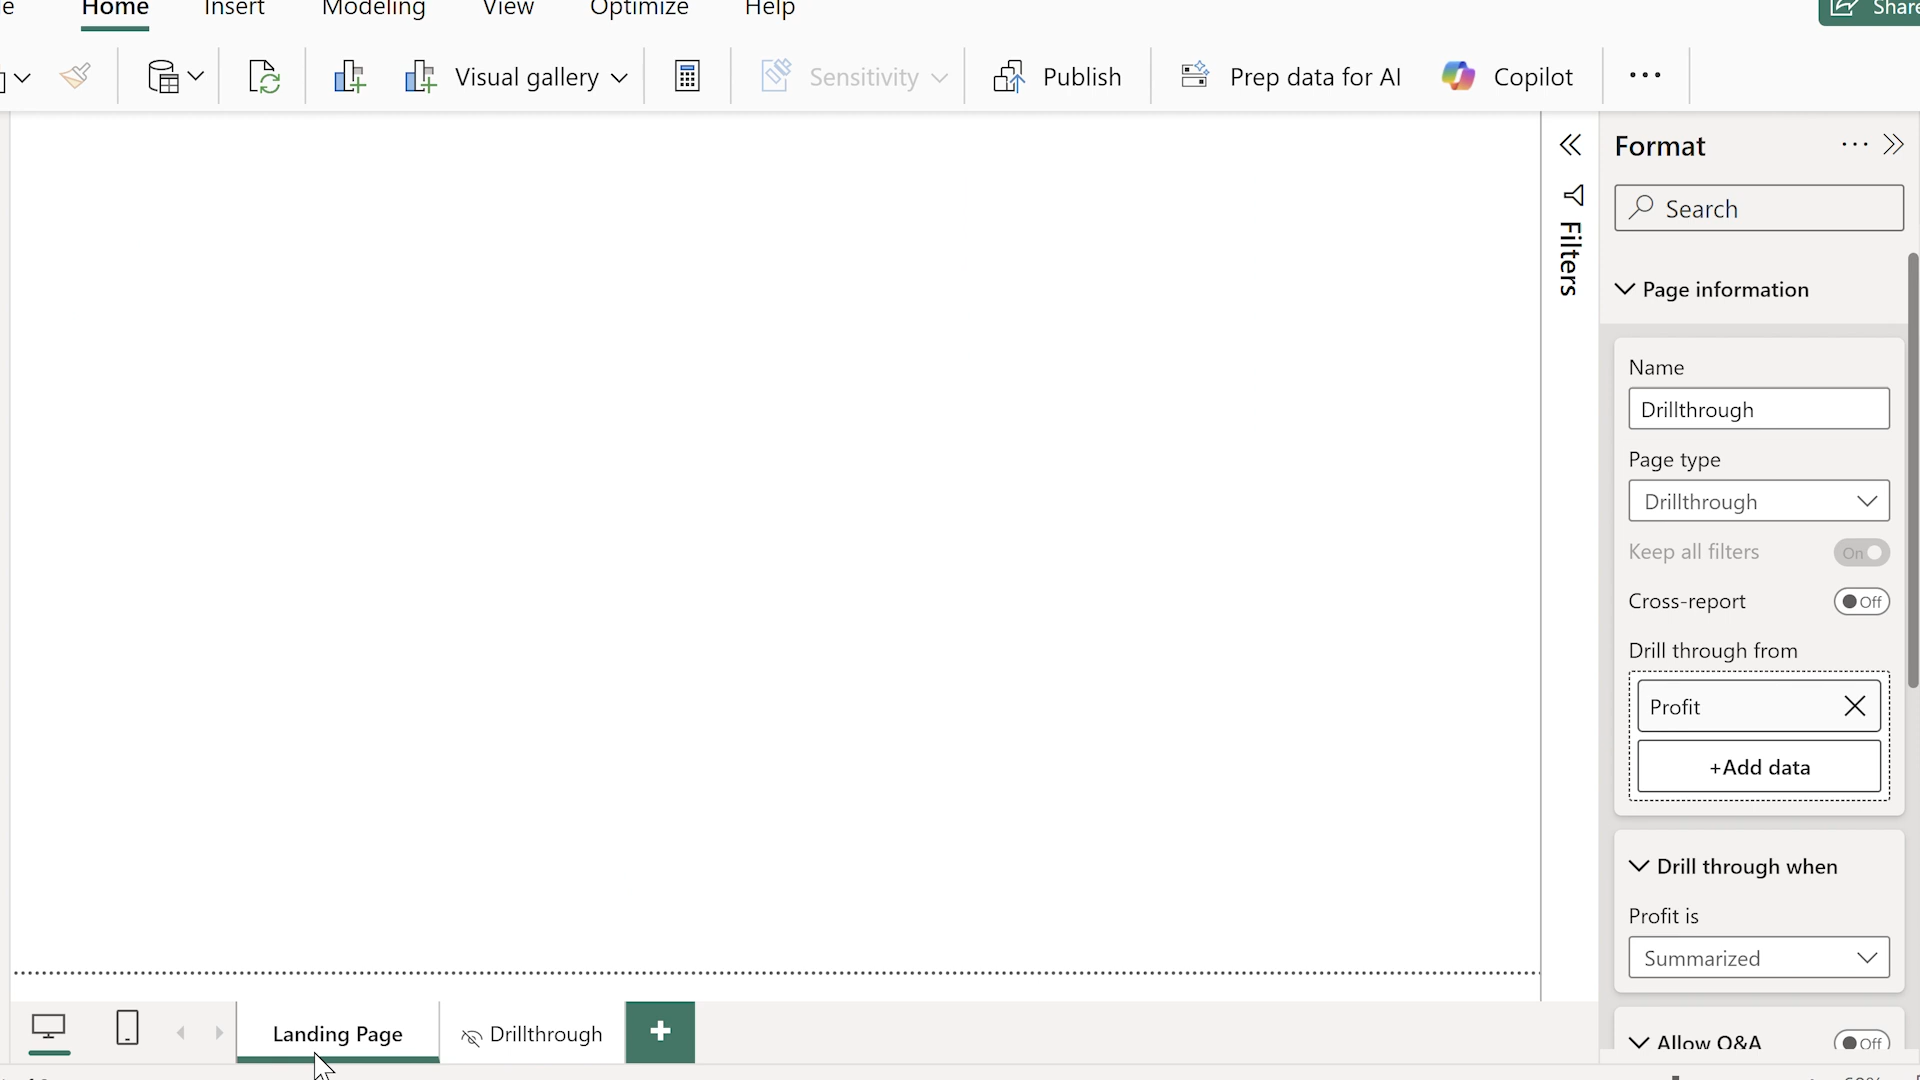 Home Insert Modeling View Optimize Help Share
Visual gallery Sensitivity Publish Prep data for AI Copilot
Format
Search
Filters
Page information
Name
Drillthrough
Page type
Drillthrough
Keep all filters On
Cross-report Off
Drill through from
Profit
+Add data
Drill through when
Profit is
Summarized
Landing Page Drillthrough
Allow Q&A Off